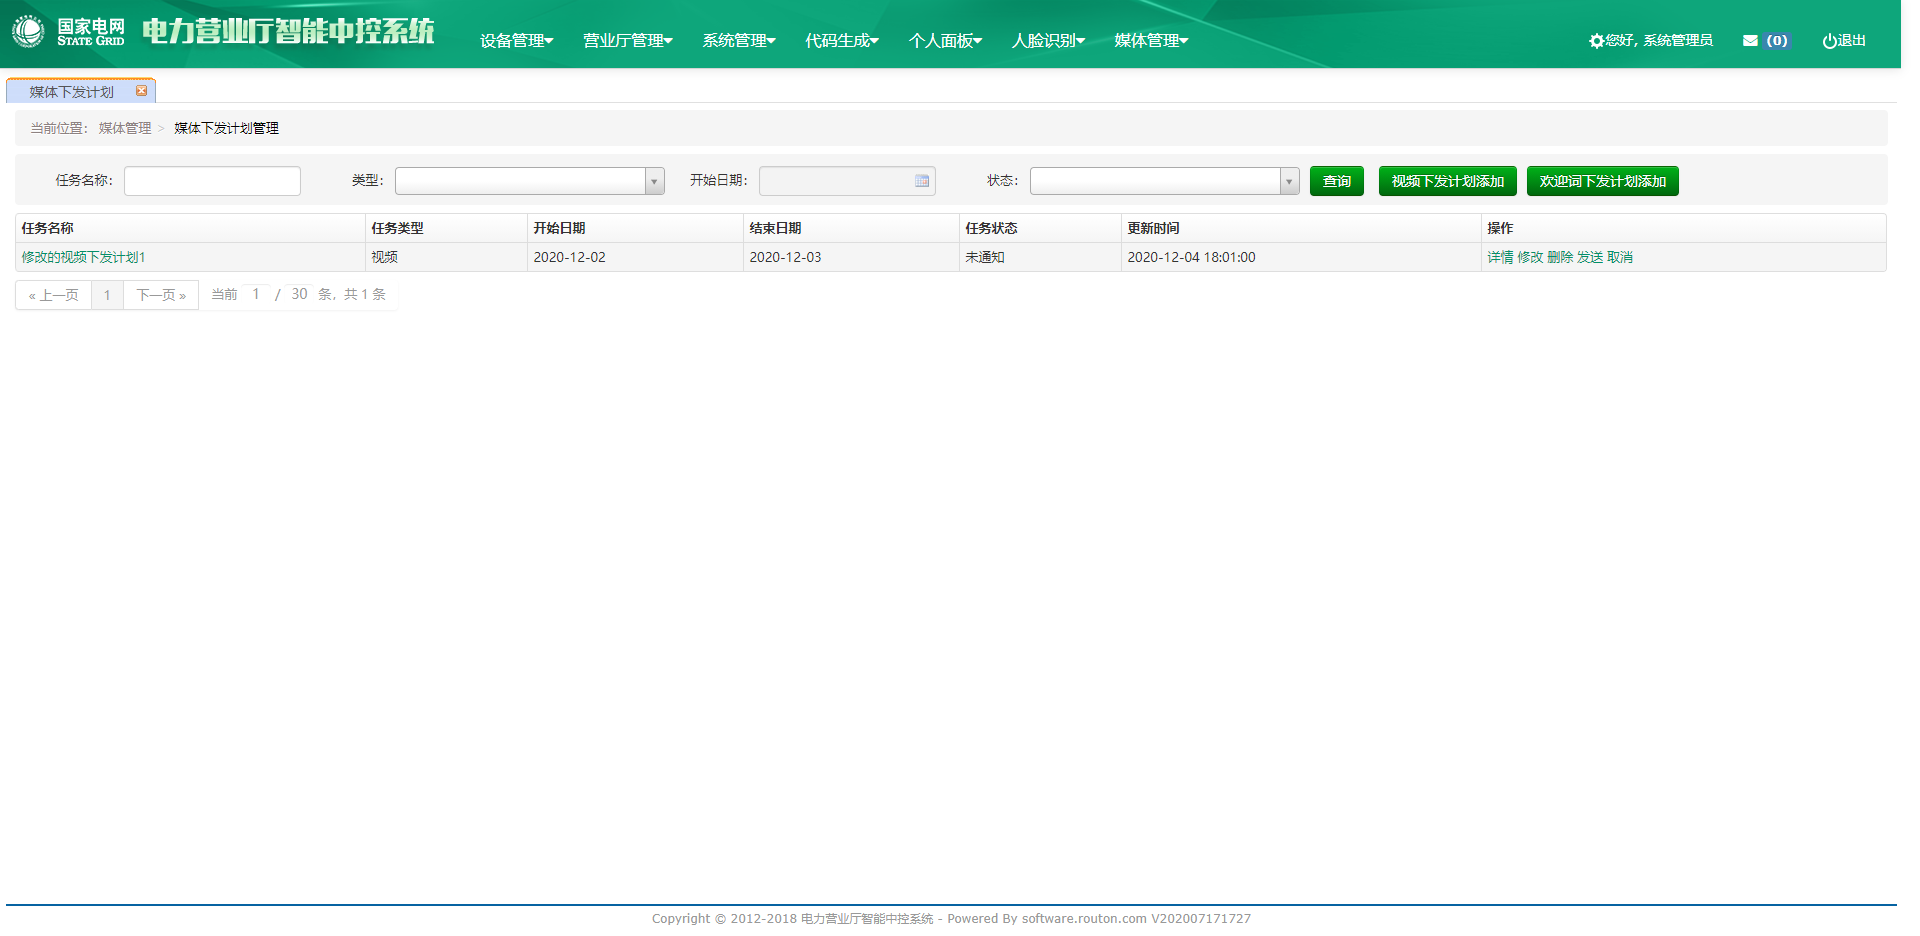 国家电网
STATE GRID
电力营业厅智能中控系统
设备管理 营业厅管理 系统管理 代码生成 个人面板 人脸识别 媒体管理
您好, 系统管理员 (0) 退出
媒体下发计划
当前位置： 媒体管理 > 媒体下发计划管理
任务名称： 类型： 开始日期： 状态： 查询 视频下发计划添加 欢迎词下发计划添加
任务名称 任务类型 开始日期 结束日期 任务状态 更新时间 操作
修改的视频下发计划1 视频 2020-12-02 2020-12-03 未通知 2020-12-04 18:01:00 详情 修改 删除 发送 取消
« 上一页 1 下一页 » 当前 1 / 30 条，共 1 条
Copyright © 2012-2018 电力营业厅智能中控系统 - Powered By software.routon.com V202007171727